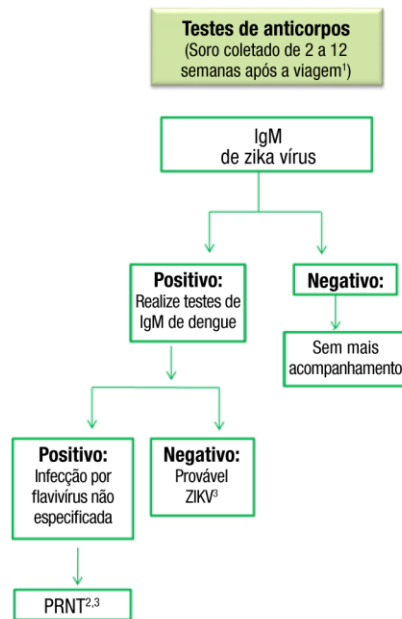 Testes de anticorpos
(Soro coletado de 2 a 12
semanas após a viagem¹)
IgM
de zika vírus
Positivo:
Realize testes de
IgM de dengue
Negativo:
Sem mais
acompanhamento
Positivo:
Infecção por
flavivírus não
especificada
Negativo:
Provável
ZIKV³
PRNT²,³